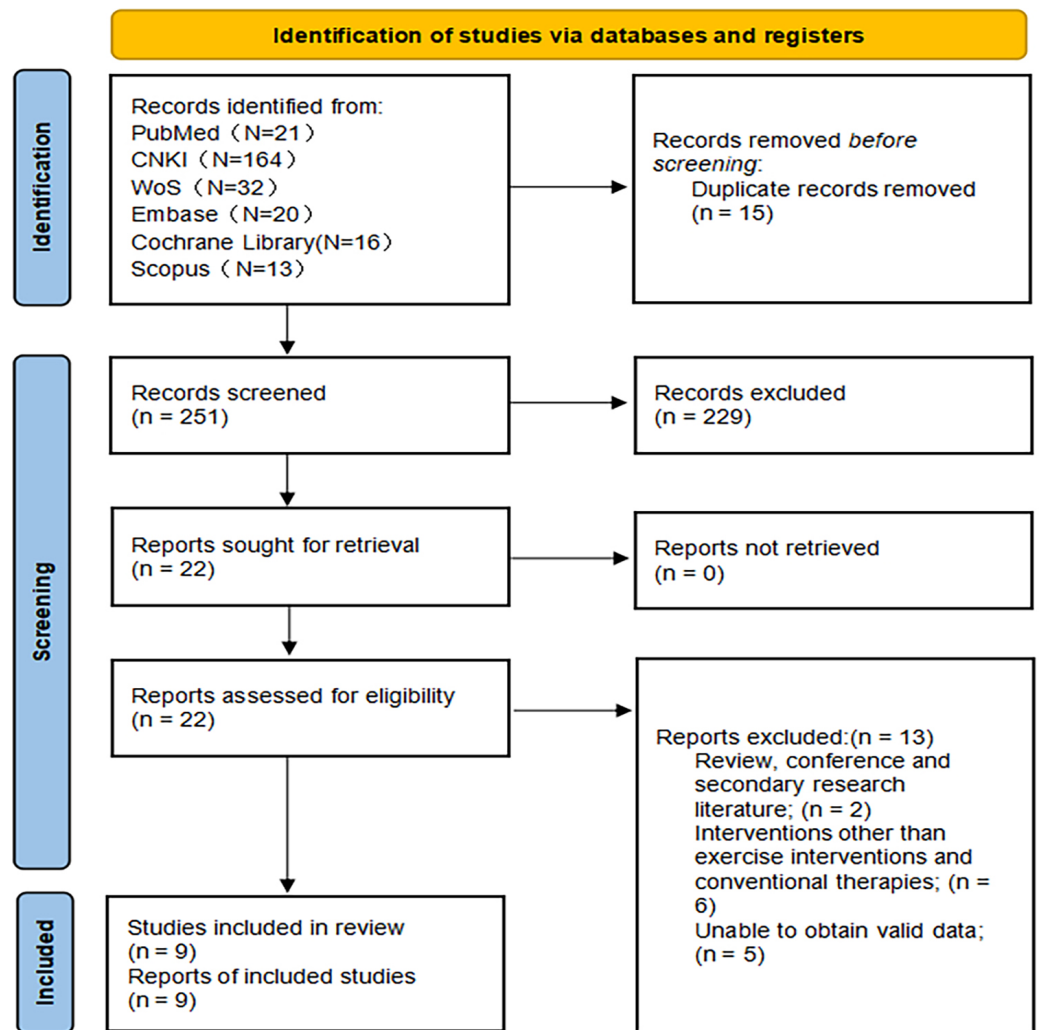 Identification of studies via databases and registers
Identification
Records identified from:
PubMed（N=21）
CNKI（N=164）
WoS（N=32）
Embase（N=20）
Cochrane Library(N=16）
Scopus（N=13）
Records removed before
screening:
Duplicate records removed
(n = 15)
Screening
Records screened
(n = 251)
Records excluded
(n = 229)
Reports sought for retrieval
(n = 22)
Reports not retrieved
(n = 0)
Reports assessed for eligibility
(n = 22)
Reports excluded:(n = 13)
Review, conference and
secondary research
literature; (n = 2)
Interventions other than
exercise interventions and
conventional therapies; (n =
6)
Unable to obtain valid data;
(n = 5)
Included
Studies included in review
(n = 9)
Reports of included studies
(n = 9)